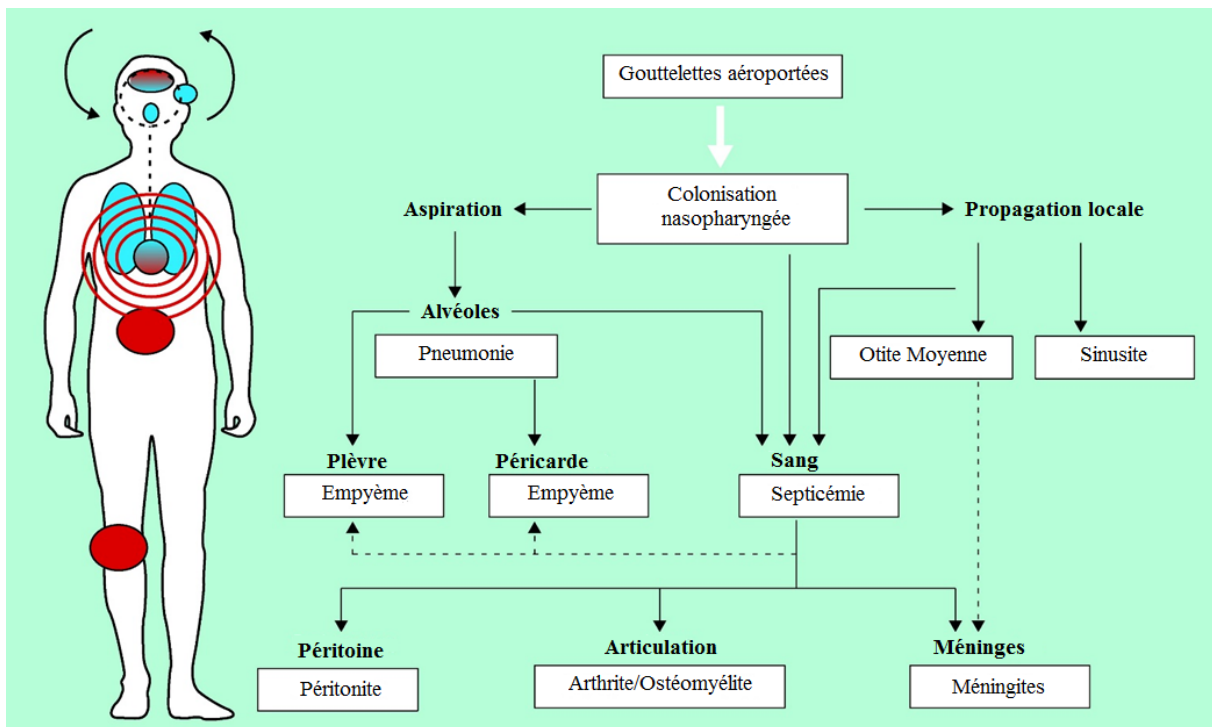 Gouttelettes aéroportées
Colonisation
nasopharyngée
Aspiration
Propagation locale
Alvéoles
Pneumonie
Otite Moyenne
Sinusite
Plèvre
Empyème
Péricarde
Empyème
Sang
Septicémie
Péritoine
Péritonite
Articulation
Arthrite/Ostéomyélite
Méninges
Méningites